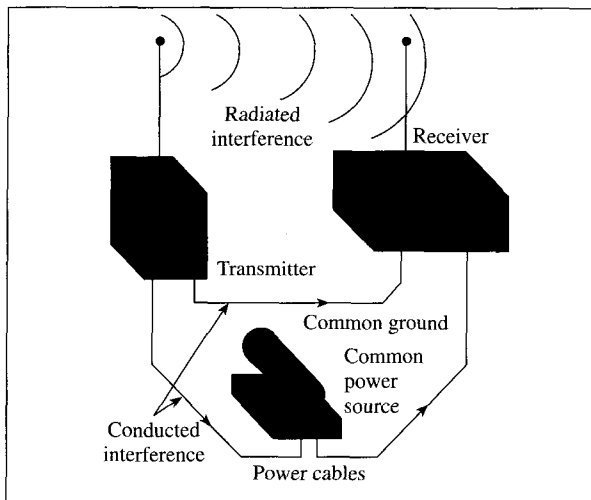 Radiated
interference
Receiver
Transmitter
Common ground
Common
power
source
Conducted
interference
Power cables